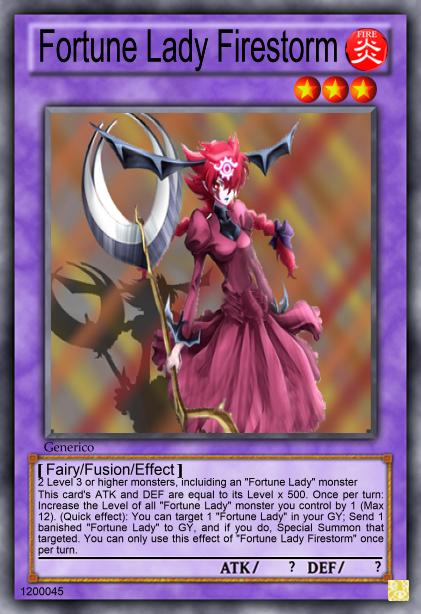 Fortune Lady Firestorm
FIRE
炎
Generico
[ Fairy/Fusion/Effect ]
2 Level 3 or higher monsters, incluiding an "Fortune Lady" monster
This card's ATK and DEF are equal to its Level x 500. Once per turn:
Increase the Level of all "Fortune Lady" monster you control by 1 (Max
12). (Quick effect): You can target 1 "Fortune Lady" in your GY; Send 1
banished "Fortune Lady" to GY, and if you do, Special Summon that
targeted. You can only use this effect of "Fortune Lady Firestorm" once
per turn.
ATK/ ? DEF/ ?
1200045